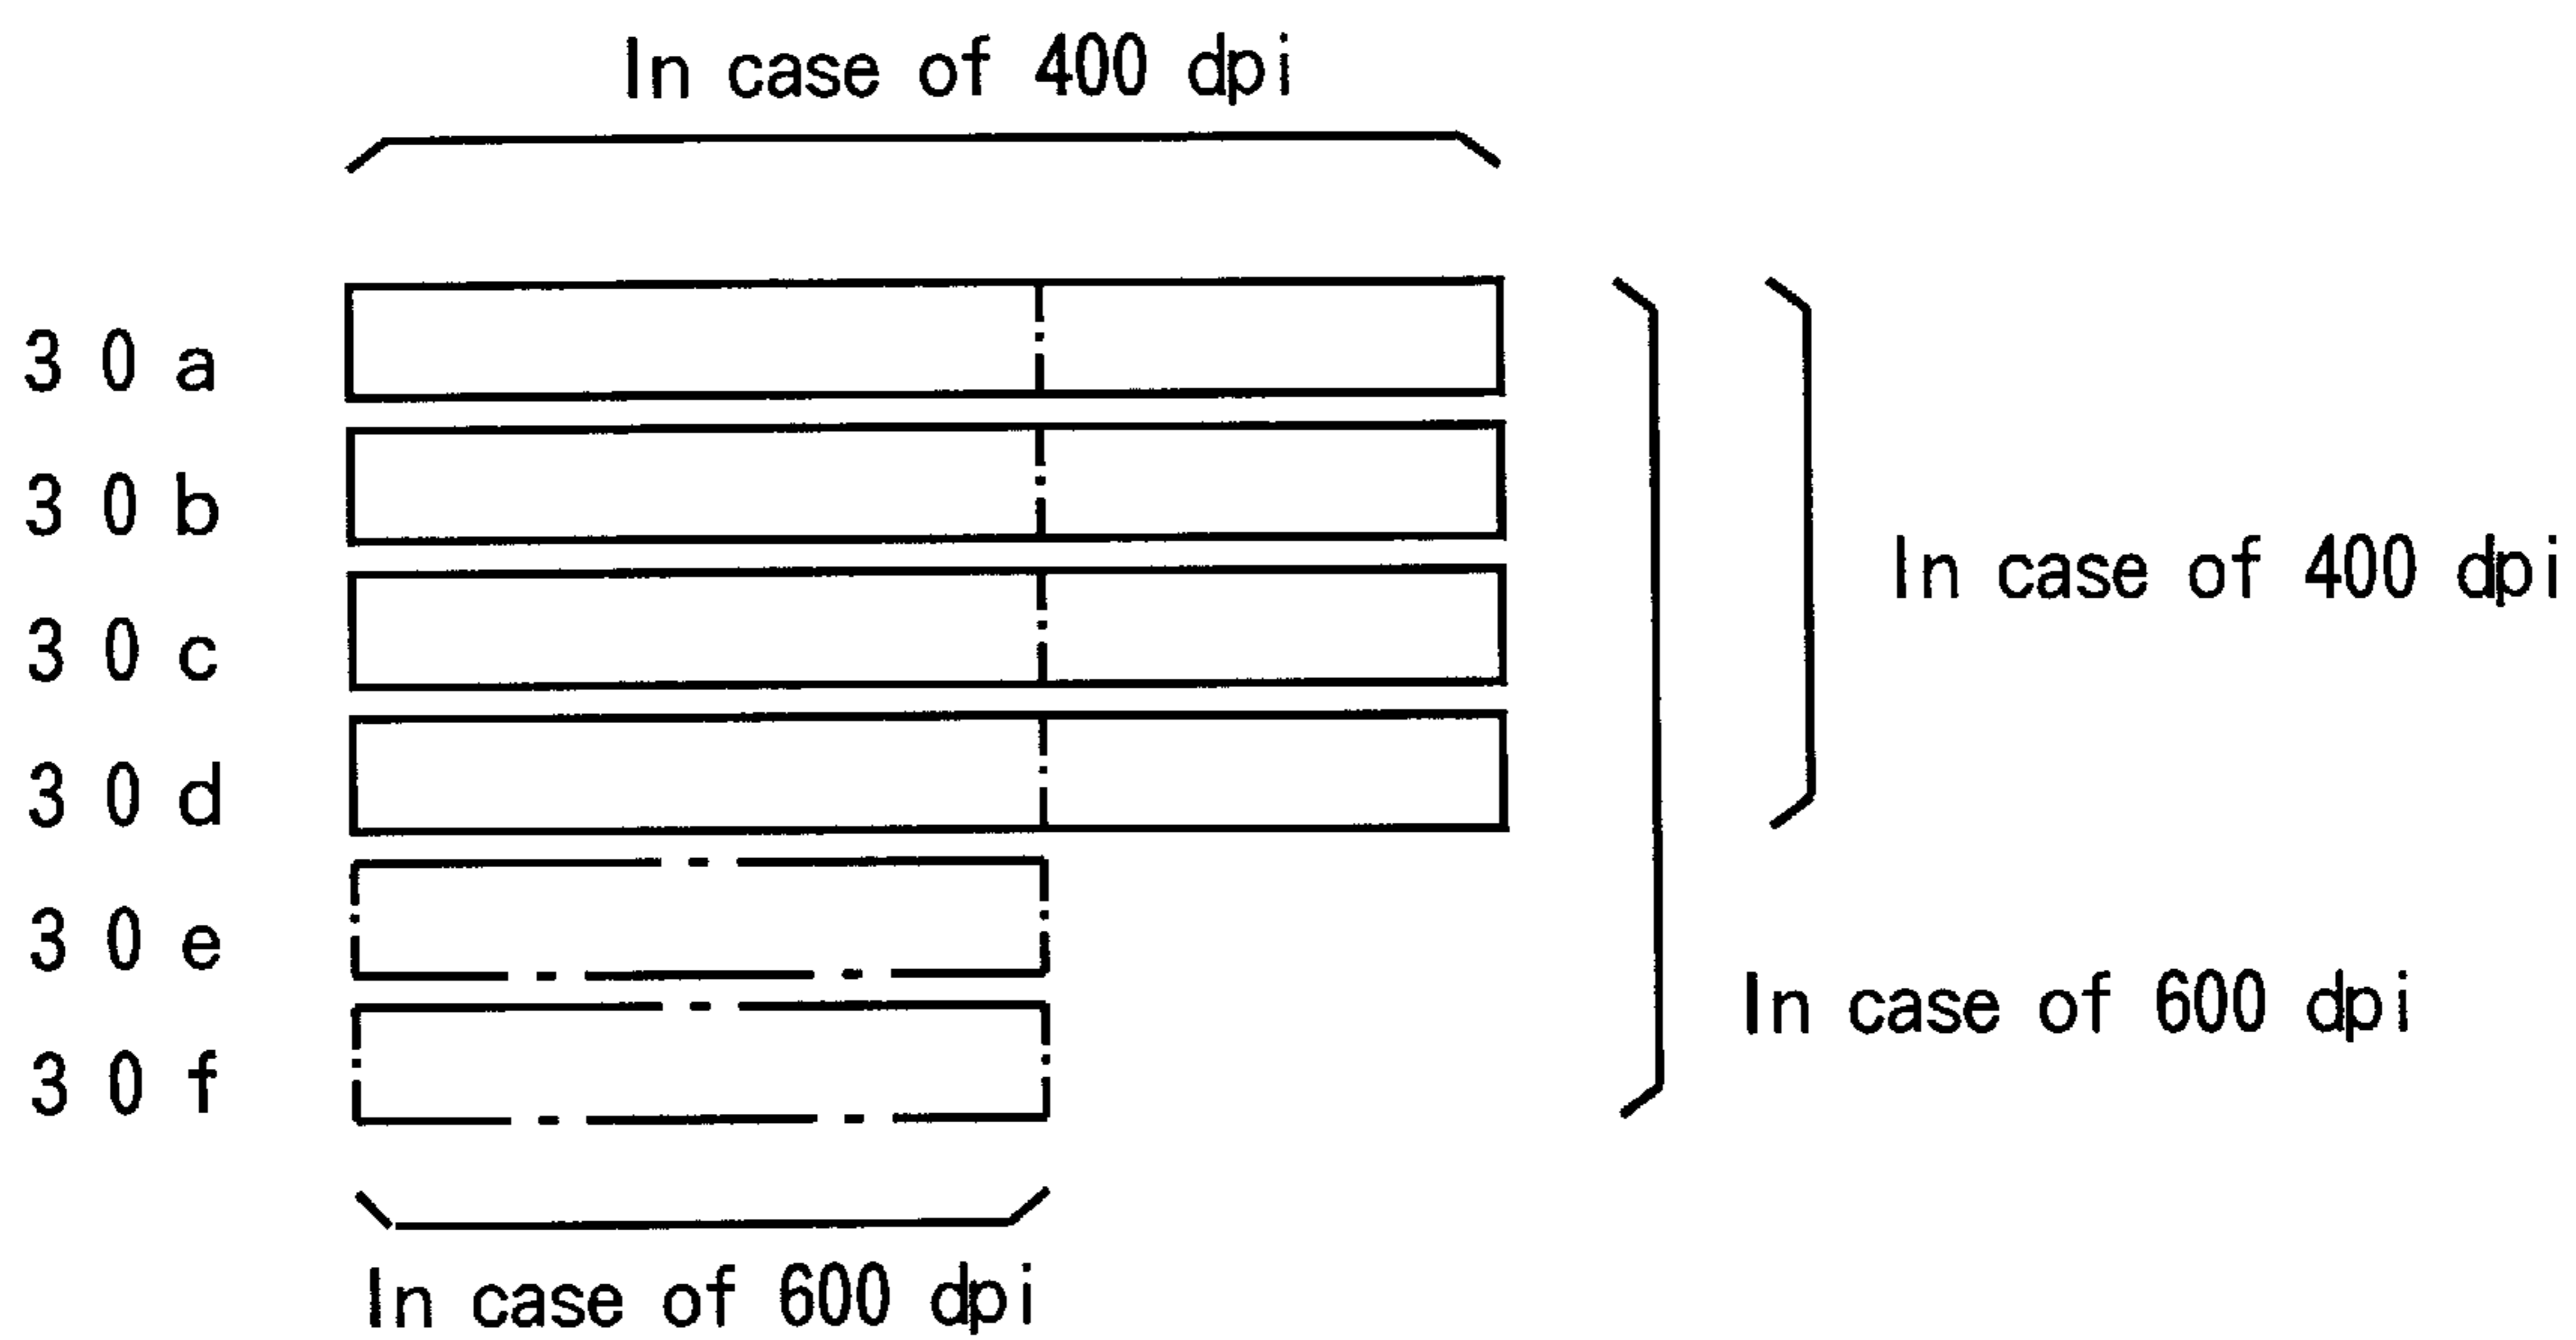 In case of 400 dpi
30a
30b
In case of 400 dpi
30c
30d
30e
In case of 600 dpi
30f
In case of 600 dpi